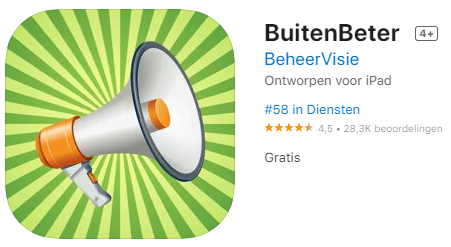 BuitenBeter 4+
BeheerVisie
Ontworpen voor iPad
#58 in Diensten
4,5 • 28,3K beoordelingen
Gratis